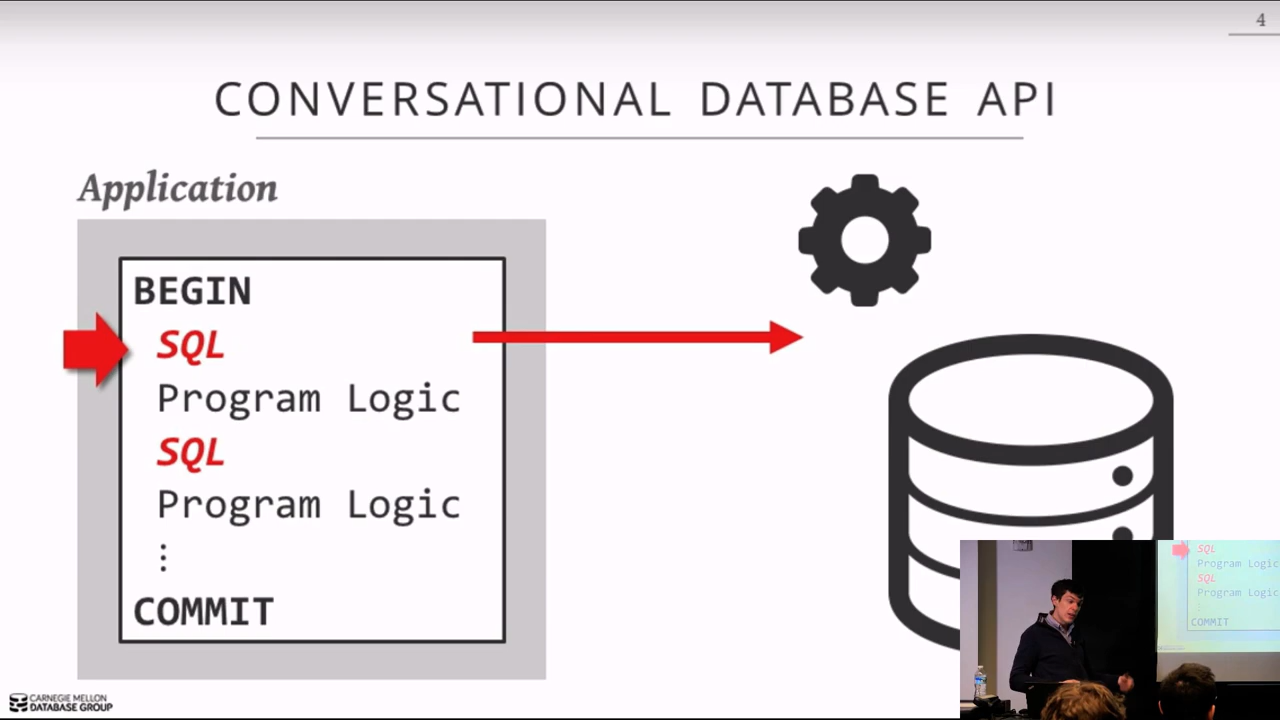 4
CONVERSATIONAL DATABASE API
Application
BEGIN
SQL
Program Logic
SQL
Program Logic
⋮
COMMIT
CARNEGIE MELLON
DATABASE GROUP
SQL
Program Logic
SQL
Program Logic
⋮
COMMIT